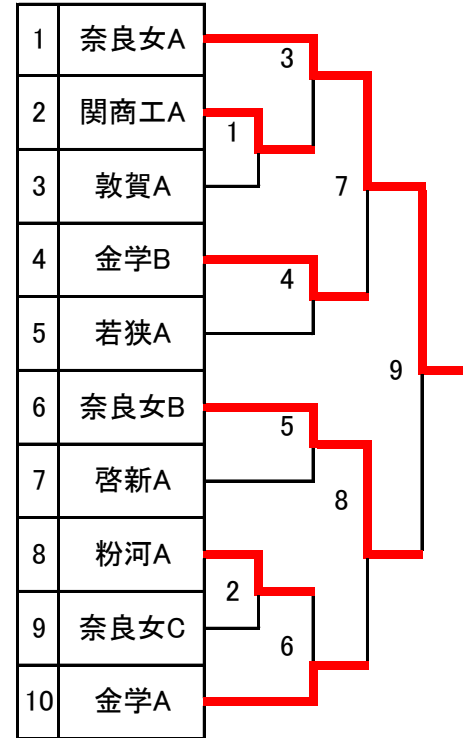 1 奈良女A
2 関商工A
3 敦賀A
4 金学B
5 若狭A
6 奈良女B
7 啓新A
8 粉河A
9 奈良女C
10 金学A
3
1
7
4
9
5
8
2
6